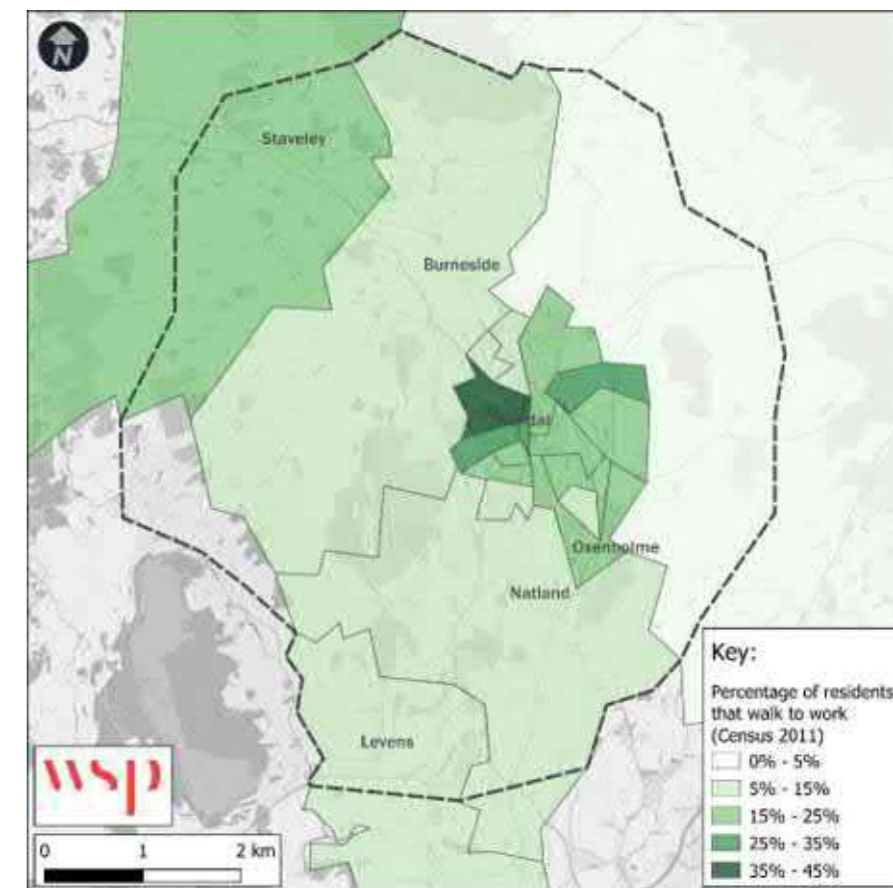 N
Staveley
Burneside
Oxenholme
Natland
Levens
Key:
Percentage of residents
that walk to work
(Census 2011)
0% - 5%
5% - 15%
15% - 25%
25% - 35%
35% - 45%
wsp
0 1 2 km